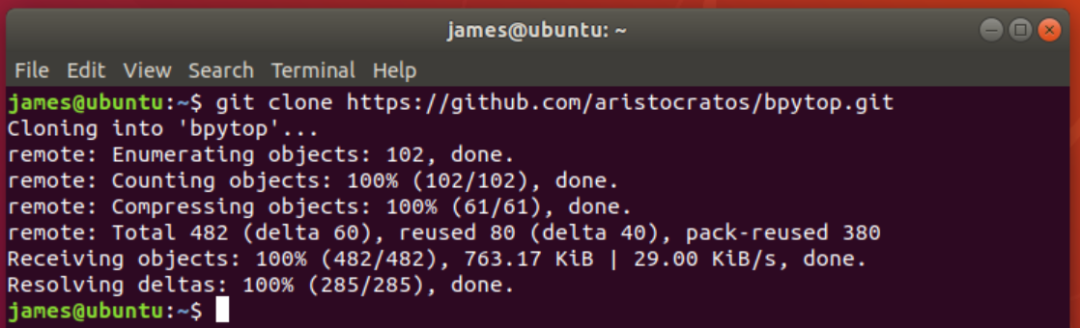 james@ubuntu: ~
File Edit View Search Terminal Help
james@ubuntu:~$ git clone https://github.com/aristocratos/bpytop.git
Cloning into 'bpytop'...
remote: Enumerating objects: 102, done.
remote: Counting objects: 100% (102/102), done.
remote: Compressing objects: 100% (61/61), done.
remote: Total 482 (delta 60), reused 80 (delta 40), pack-reused 380
Receiving objects: 100% (482/482), 763.17 KiB | 29.00 KiB/s, done.
Resolving deltas: 100% (285/285), done.
james@ubuntu:~$